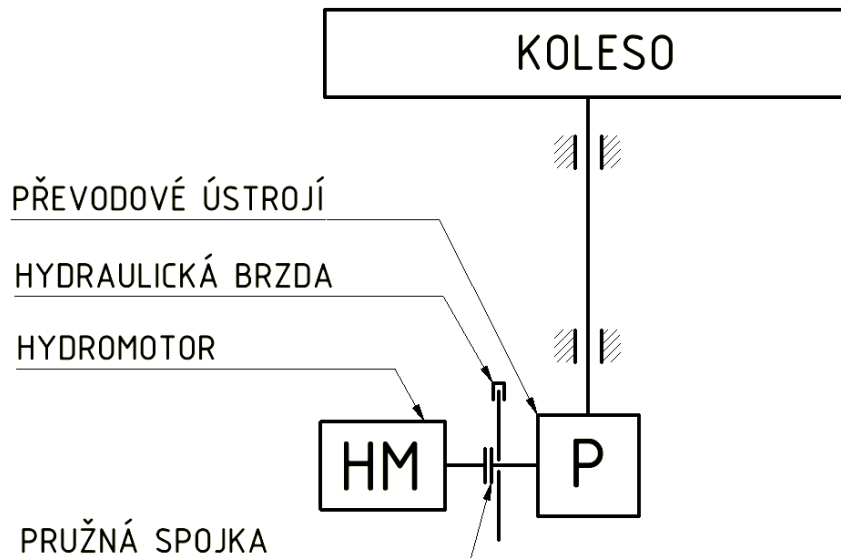 KOLESO
PŘEVODOVÉ ÚSTROJÍ
HYDRAULICKÁ BRZDA
HYDROMOTOR
HM
P
PRUŽNÁ SPOJKA